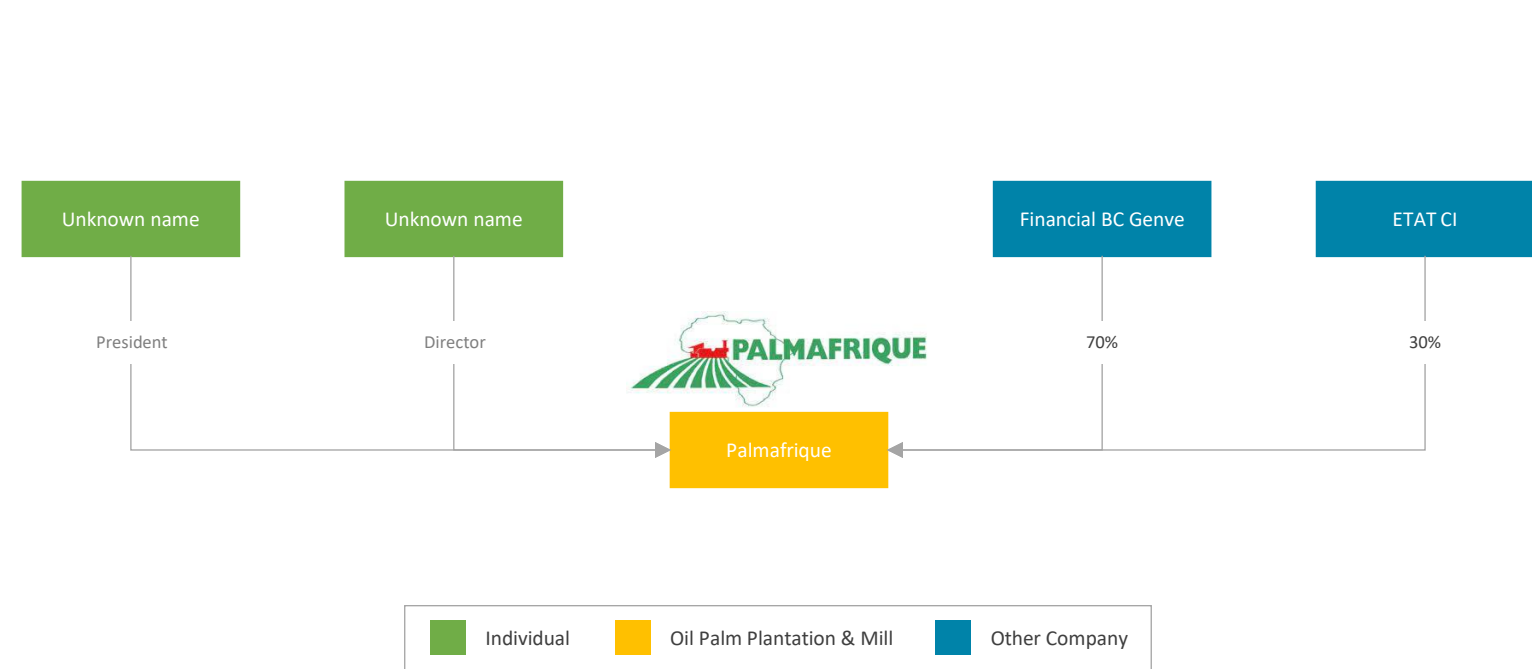 Unknown name
Unknown name
Financial BC Genve
ETAT CI
President
Director
PALMAFRIQUE
70%
30%
Palmafrique
Individual
Oil Palm Plantation & Mill
Other Company